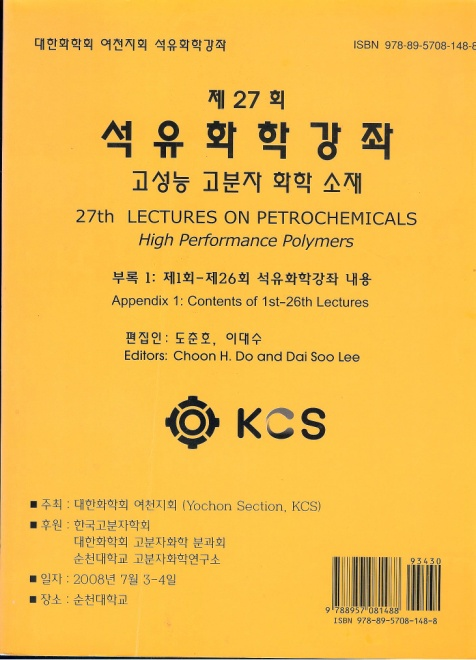 대한화학회 여천지회 석유화학강좌
ISBN 978-89-5708-148-8
제 27 회
석유화학강좌
고성능 고분자 화학 소재
27th LECTURES ON PETROCHEMICALS
High Performance Polymers
부록 1: 제1회-제26회 석유화학강좌 내용
Appendix 1: Contents of 1st-26th Lectures
편집인: 도춘호, 이대수
Editors: Choon H. Do and Dai Soo Lee
KCS
■ 주최 : 대한화학회 여천지회 (Yochon Section, KCS)
■ 후원 : 한국고분자학회
대한화학회 고분자화학 분과회
순천대학교 고분자화학연구소
■ 일자 : 2008년 7월 3-4일
■ 장소 : 순천대학교
93430
9 788957 081488
ISBN 978-89-5708-148-8